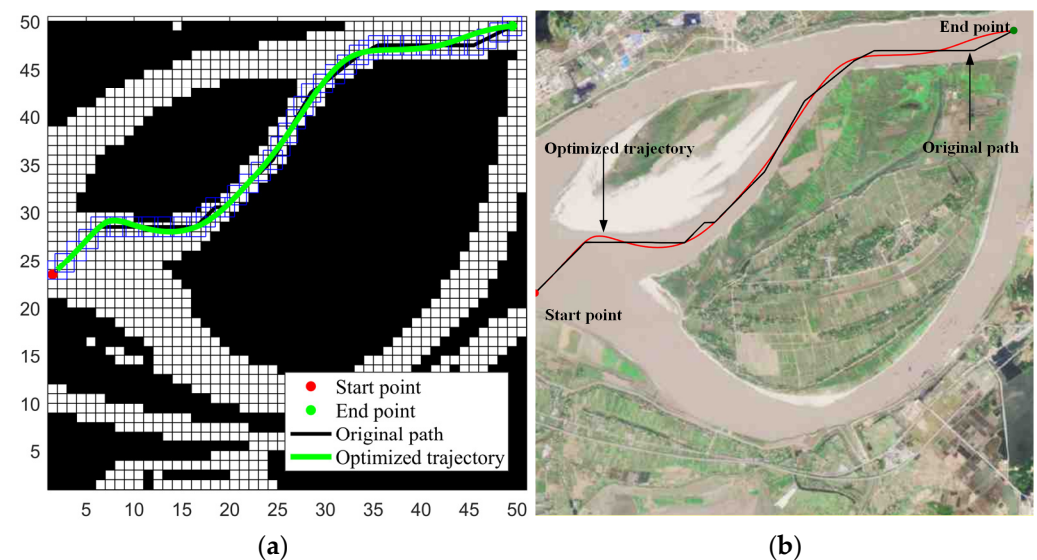 50
45
40
35
30
25
20
15
10
5
Start point
End point
Original path
Optimized trajectory
5 10 15 20 25 30 35 40 45 50
(a)
End point
Optimized trajectory
Original path
Start point
(b)